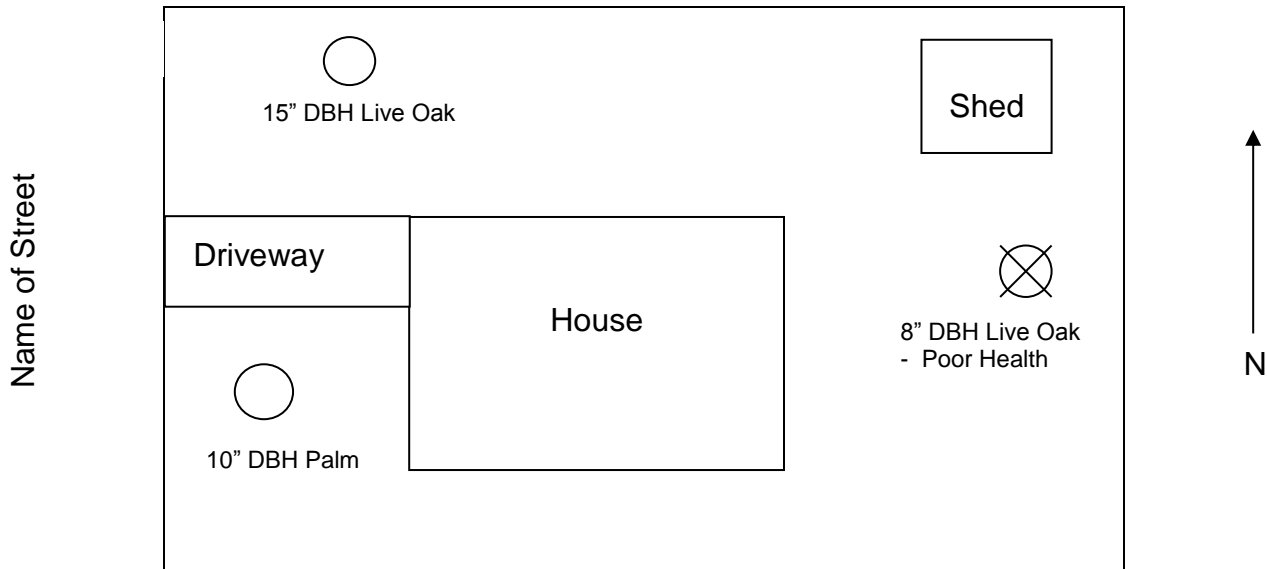 15” DBH Live Oak
Shed
Name of Street
Driveway
House
8” DBH Live Oak
- Poor Health
N
10” DBH Palm